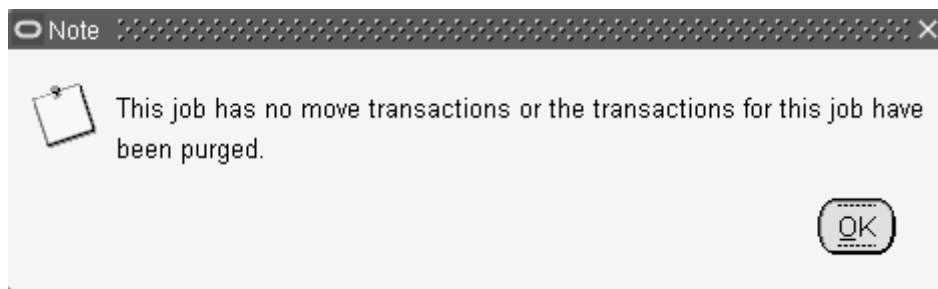 Note
This job has no move transactions or the transactions for this job have
been purged.
OK